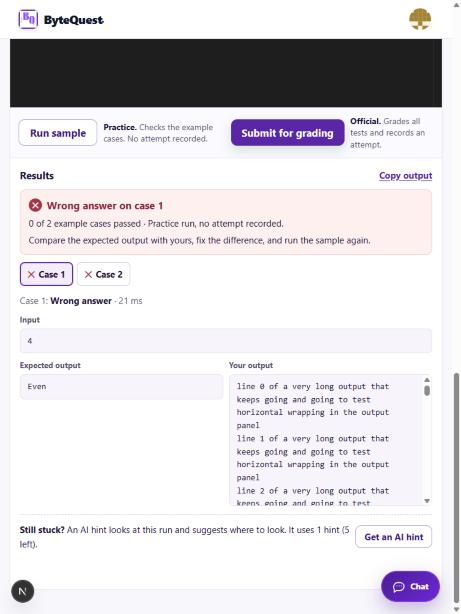 BQ ByteQuest
Run sample
Practice. Checks the example
cases. No attempt recorded.
Submit for grading
Official. Grades all
tests and records an
attempt.
Results
Copy output
Wrong answer on case 1
0 of 2 example cases passed · Practice run, no attempt recorded.
Compare the expected output with yours, fix the difference, and run the sample again.
Case 1
Case 2
Case 1: Wrong answer · 21 ms
Input
4
Expected output
Even
Your output
line 0 of a very long output that
keeps going and going to test
horizontal wrapping in the output
panel
line 1 of a very long output that
keeps going and going to test
horizontal wrapping in the output
panel
line 2 of a very long output that
keeps going and going to test
Still stuck? An AI hint looks at this run and suggests where to look. It uses 1 hint (5
left).
Get an AI hint
N
Chat